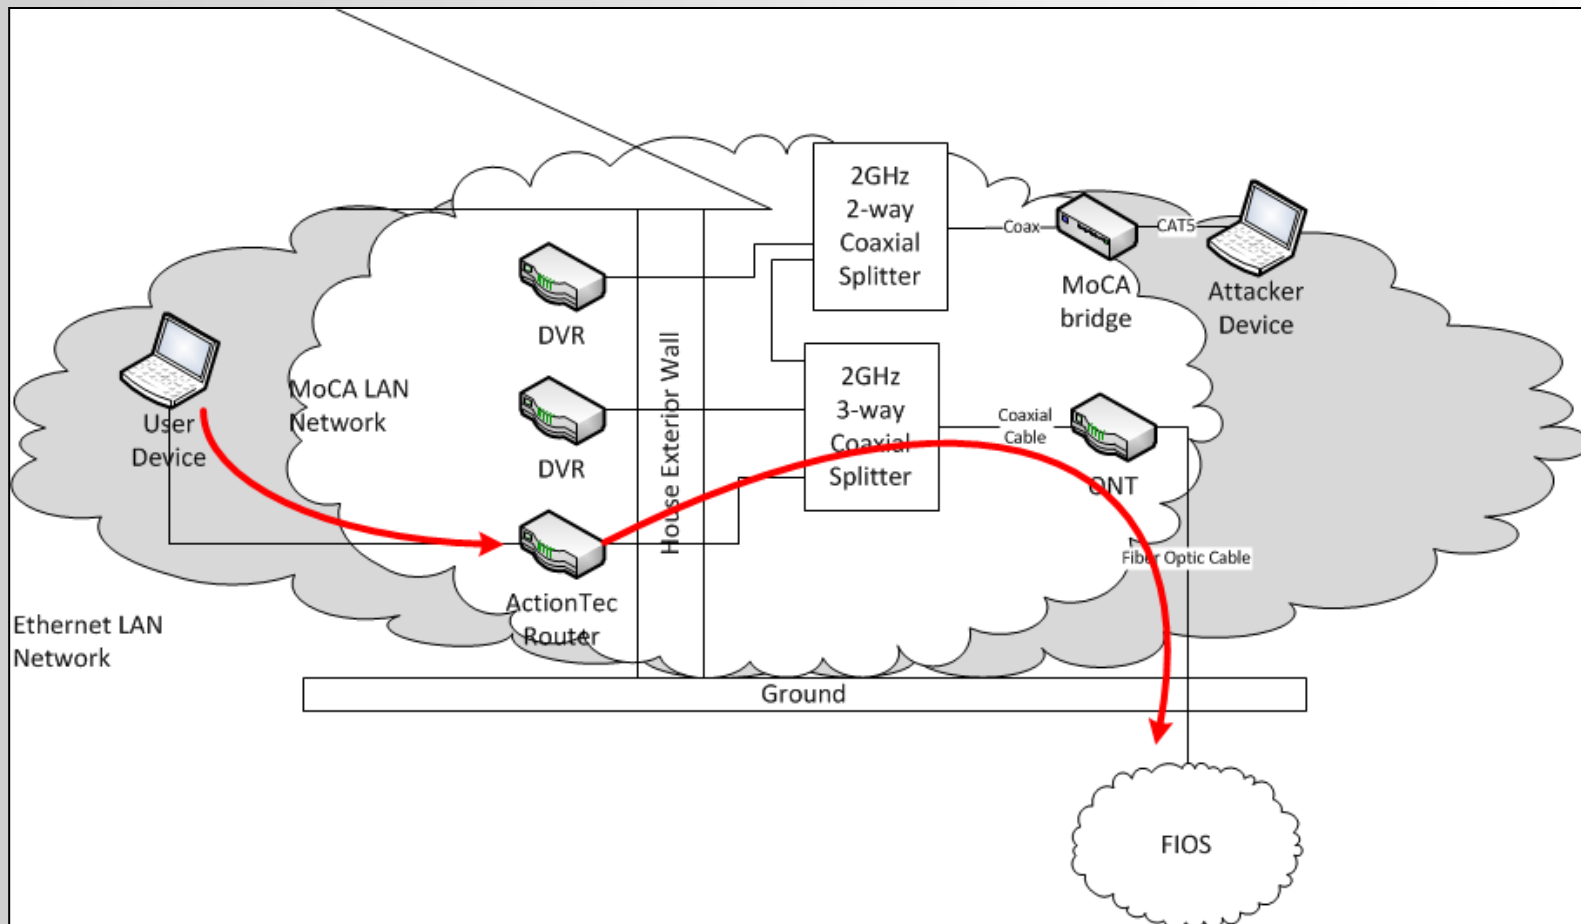 2GHz
2-way
Coaxial
Splitter
Coax
CAT5
MoCA
bridge
Attacker
Device
DVR
House Exterior Wall
2GHz
3-way
Coaxial
Splitter
MoCA LAN
Network
User
Device
DVR
Coaxial
Cable
ONT
Fiber Optic Cable
ActionTec
Router
Ethernet LAN
Network
Ground
FIOS